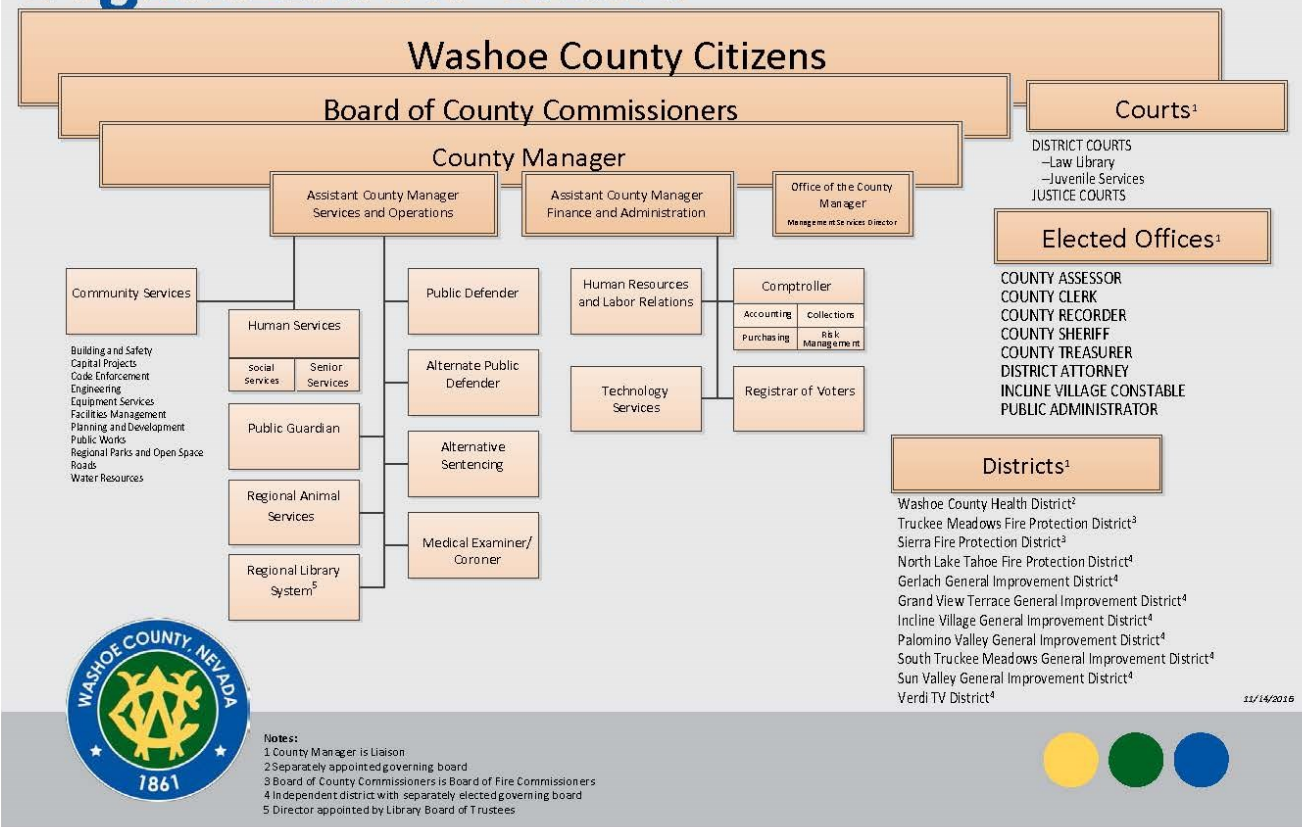 Washoe County Citizens
Board of County Commissioners
County Manager
Assistant County Manager
Services and Operations
Assistant County Manager
Finance and Administration
Office of the County
Manager
Management Services Director
Courts¹
DISTRICT COURTS
–Law Library
–Juvenile Services
JUSTICE COURTS
Elected Offices¹
COUNTY ASSESSOR
COUNTY CLERK
COUNTY RECORDER
COUNTY SHERIFF
COUNTY TREASURER
DISTRICT ATTORNEY
INCLINE VILLAGE CONSTABLE
PUBLIC ADMINISTRATOR
Community Services
Building and Safety
Capital Projects
Code Enforcement
Engineering
Equipment Services
Facilities Management
Planning and Development
Public Works
Regional Parks and Open Space
Roads
Water Resources
Human Services
Social
Services
Senior
Services
Public Guardian
Regional Animal
Services
Regional Library
System⁵
Public Defender
Alternate Public
Defender
Alternative
Sentencing
Medical Examiner/
Coroner
Human Resources
and Labor Relations
Technology
Services
Comptroller
Accounting
Collections
Purchasing
Risk
Management
Registrar of Voters
Districts¹
Washoe County Health District²
Truckee Meadows Fire Protection District³
Sierra Fire Protection District³
North Lake Tahoe Fire Protection District⁴
Gerlach General Improvement District⁴
Grand View Terrace General Improvement District⁴
Incline Village General Improvement District⁴
Palomino Valley General Improvement District⁴
South Truckee Meadows General Improvement District⁴
Sun Valley General Improvement District⁴
Verdi TV District⁴
11/14/2016
WASHOE COUNTY, NEVADA
1861
Notes:
1 County Manager is Liaison
2 Separately appointed governing board
3 Board of County Commissioners is Board of Fire Commissioners
4 Independent district with separately elected governing board
5 Director appointed by Library Board of Trustees